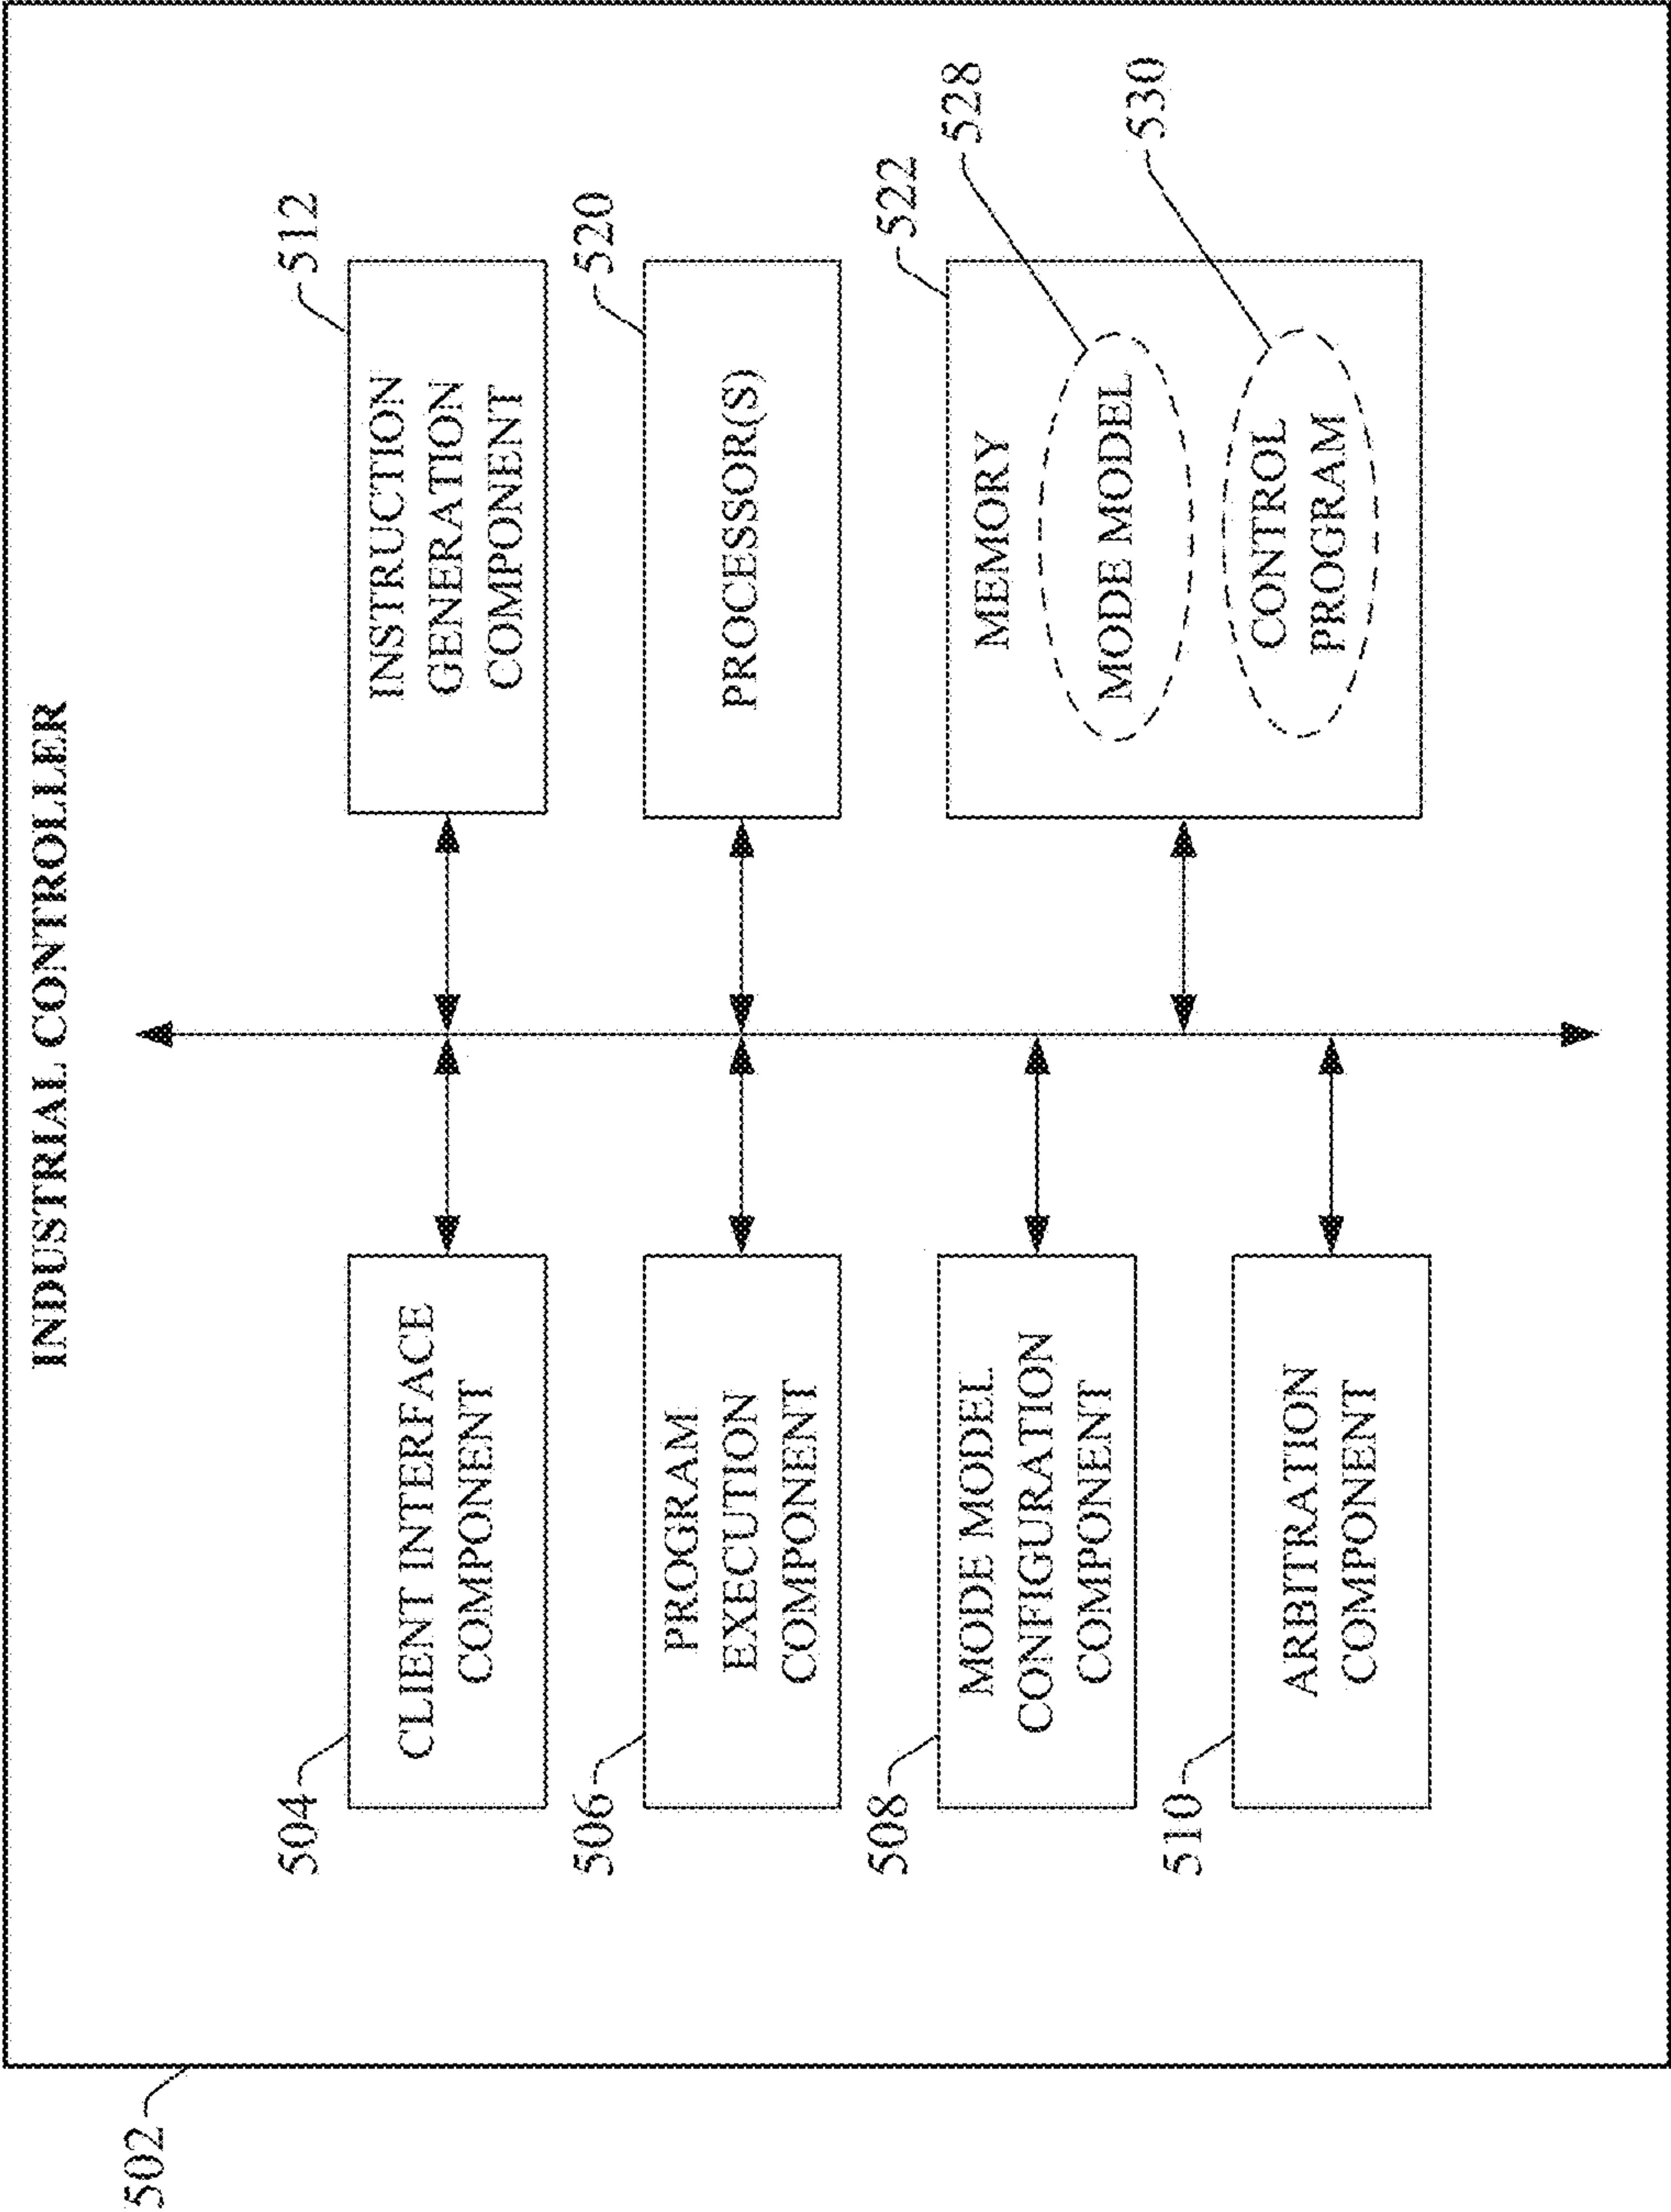 INDUSTRIAL CONTROLLER
502
504
CLIENT INTERFACE
COMPONENT
506
PROGRAM
EXECUTION
COMPONENT
508
MODE MODEL
CONFIGURATION
COMPONENT
510
ARBITRATION
COMPONENT
512
INSTRUCTION
GENERATION
COMPONENT
520
PROCESSOR(S)
522
MEMORY
528
MODE MODEL
530
CONTROL
PROGRAM